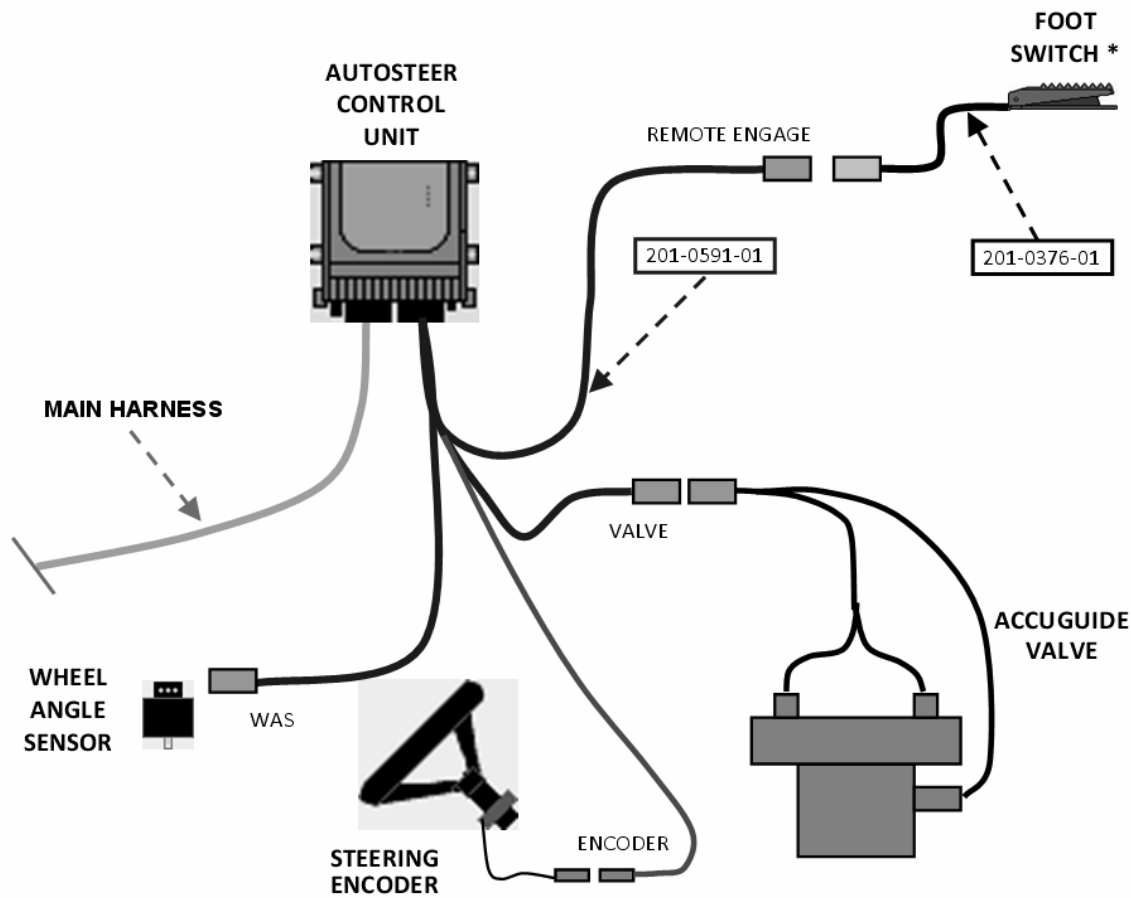 FOOT
SWITCH *
AUTOSTEER
CONTROL
UNIT
REMOTE ENGAGE
201-0591-01
201-0376-01
MAIN HARNESS
VALVE
ACCUGUIDE
VALVE
WHEEL
ANGLE
SENSOR
WAS
ENCODER
STEERING
ENCODER